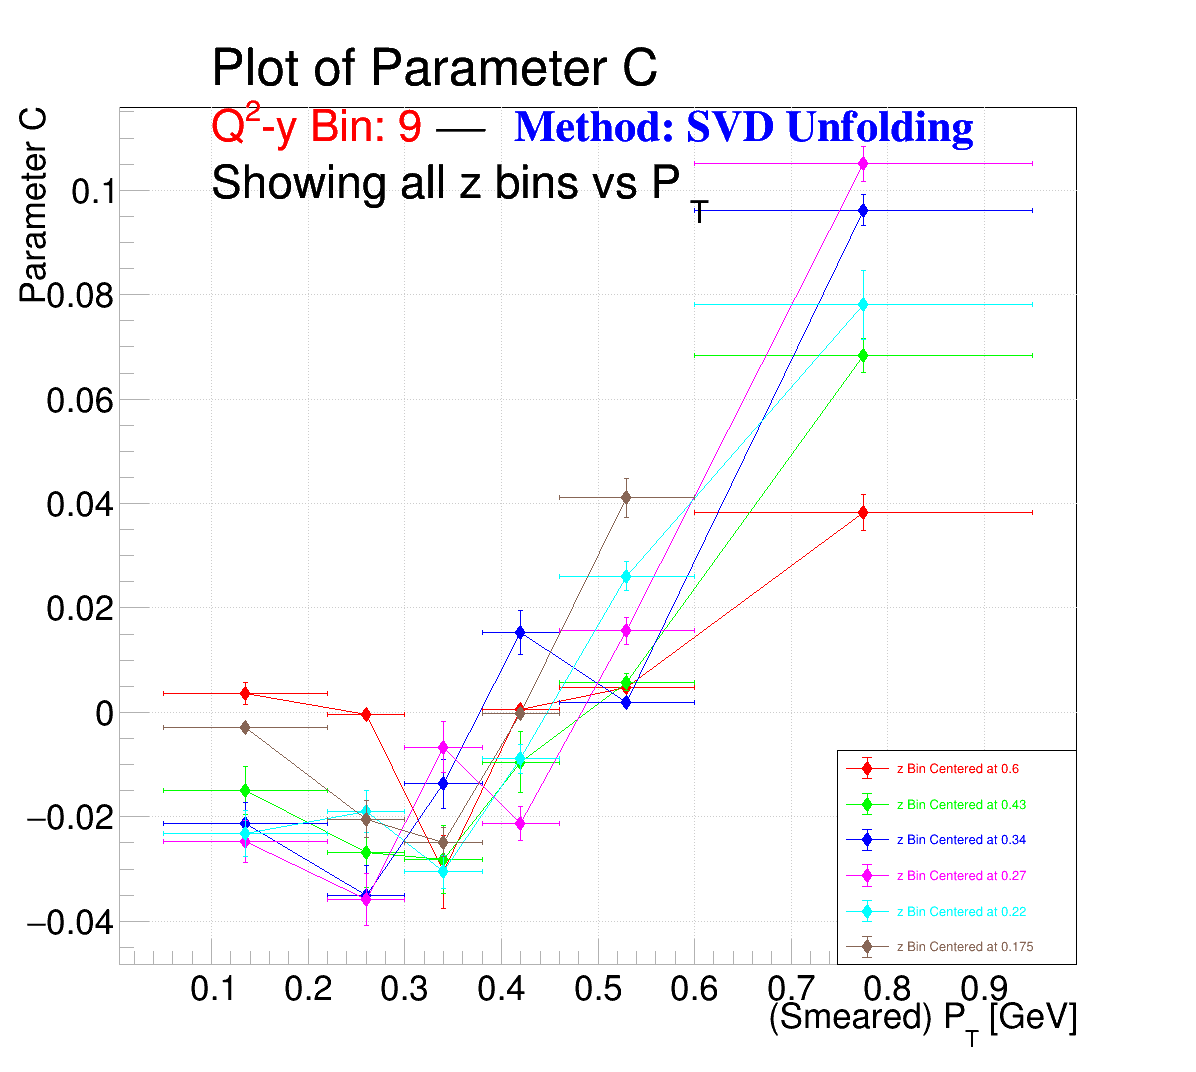 Plot of Parameter C
Q²-y Bin: 9 — Method: SVD Unfolding
Showing all z bins vs P_T
Parameter C
0.1
0.08
0.06
0.04
0.02
0
−0.02
−0.04
z Bin Centered at 0.6
z Bin Centered at 0.43
z Bin Centered at 0.34
z Bin Centered at 0.27
z Bin Centered at 0.22
z Bin Centered at 0.175
0.1 0.2 0.3 0.4 0.5 0.6 0.7 0.8 0.9
(Smeared) P_T [GeV]